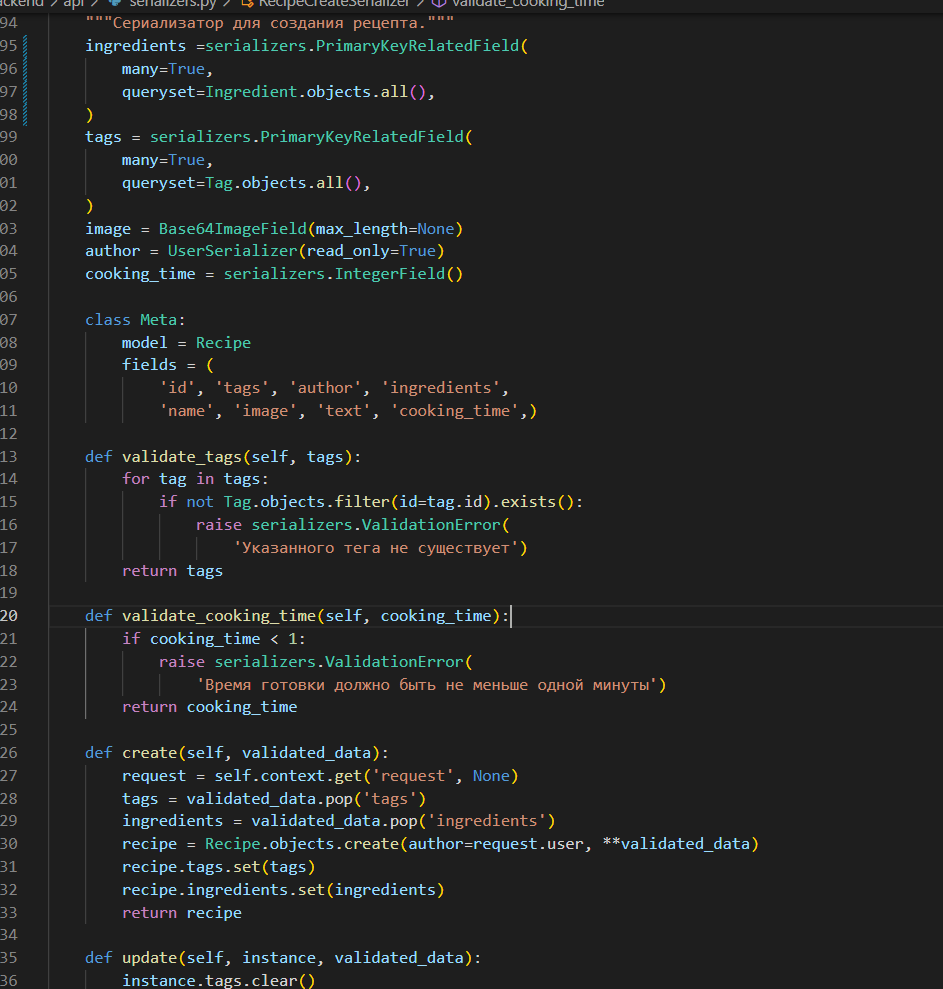 ackend > api > serializers.py > RecipeCreateSerializer > validate_cooking_time
94 """Сериализатор для создания рецепта."""
95 ingredients =serializers.PrimaryKeyRelatedField(
96 many=True,
97 queryset=Ingredient.objects.all(),
98 )
99 tags = serializers.PrimaryKeyRelatedField(
00 many=True,
01 queryset=Tag.objects.all(),
02 )
03 image = Base64ImageField(max_length=None)
04 author = UserSerializer(read_only=True)
05 cooking_time = serializers.IntegerField()
06
07 class Meta:
08 model = Recipe
09 fields = (
10 'id', 'tags', 'author', 'ingredients',
11 'name', 'image', 'text', 'cooking_time',)
12
13 def validate_tags(self, tags):
14 for tag in tags:
15 if not Tag.objects.filter(id=tag.id).exists():
16 raise serializers.ValidationError(
17 'Указанного тега не существует')
18 return tags
19
20 def validate_cooking_time(self, cooking_time):
21 if cooking_time < 1:
22 raise serializers.ValidationError(
23 'Время готовки должно быть не меньше одной минуты')
24 return cooking_time
25
26 def create(self, validated_data):
27 request = self.context.get('request', None)
28 tags = validated_data.pop('tags')
29 ingredients = validated_data.pop('ingredients')
30 recipe = Recipe.objects.create(author=request.user, **validated_data)
31 recipe.tags.set(tags)
32 recipe.ingredients.set(ingredients)
33 return recipe
34
35 def update(self, instance, validated_data):
36 instance.tags.clear()